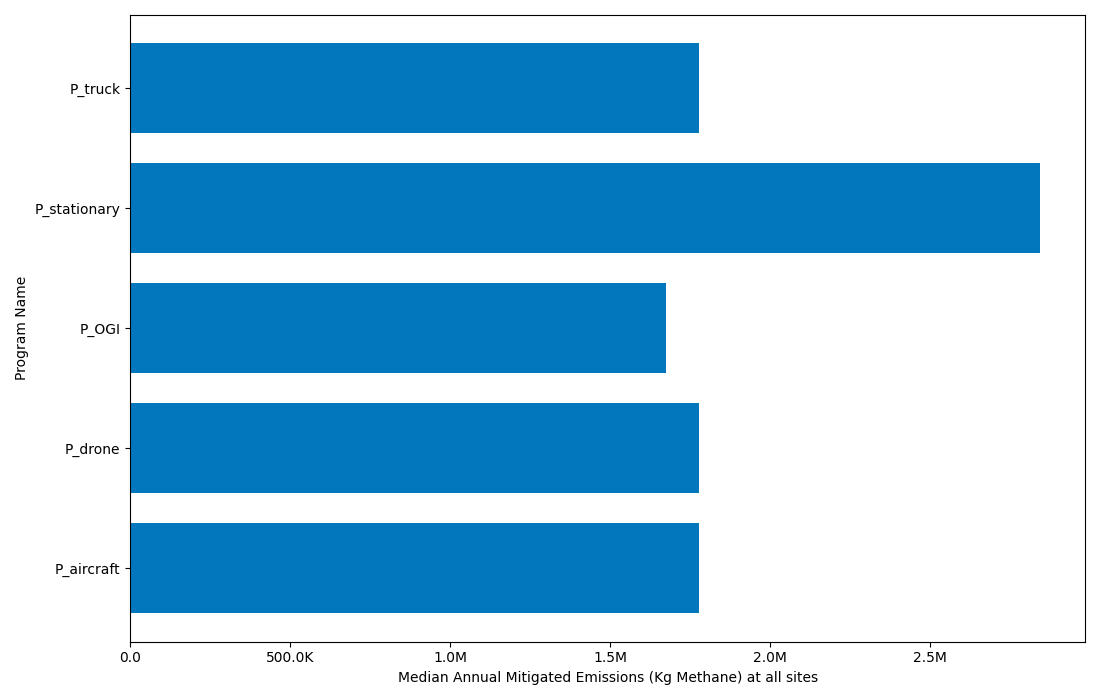 P_truck
P_stationary
P_OGI
P_drone
P_aircraft
Program Name
0.0 500.0K 1.0M 1.5M 2.0M 2.5M
Median Annual Mitigated Emissions (Kg Methane) at all sites